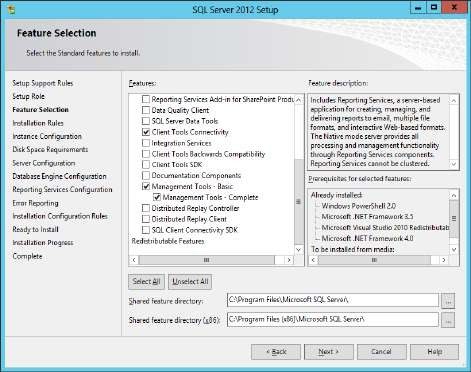 SQL Server 2012 Setup
Feature Selection
Select the Standard features to install.
Setup Support Rules
Setup Role
Feature Selection
Installation Rules
Instance Configuration
Disk Space Requirements
Server Configuration
Database Engine Configuration
Reporting Services Configuration
Error Reporting
Installation Configuration Rules
Ready to Install
Installation Progress
Complete
Features:
Reporting Services Add-in for SharePoint Produ
Data Quality Client
SQL Server Data Tools
Client Tools Connectivity
Integration Services
Client Tools Backwards Compatibility
Client Tools SDK
Documentation Components
Management Tools - Basic
Management Tools - Complete
Distributed Replay Controller
Distributed Replay Client
SQL Client Connectivity SDK
Redistributable Features
Feature description:
Includes Reporting Services, a server-based
application for creating, managing, and
delivering reports to email, multiple file
formats, and interactive Web-based formats.
The Native mode server provides all
processing and management functionality
through Reporting Services components.
Reporting Services cannot be clustered.
Prerequisites for selected features:
Already installed:
Windows PowerShell 2.0
Microsoft .NET Framework 3.5
Microsoft Visual Studio 2010 Redistributab
Microsoft .NET Framework 4.0
To be installed from media:
Select All
Unselect All
Shared feature directory:
C:\Program Files\Microsoft SQL Server\
...
Shared feature directory (x86):
C:\Program Files (x86)\Microsoft SQL Server\
...
< Back
Next >
Cancel
Help